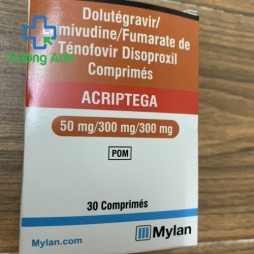 Dolutégravir/
mivudine/Fumarate de
Ténofovir Disoproxil
Comprimés
ACRIPTEGA
50 mg/300 mg/300 mg
POM
30 Comprimés
Mylan.com
Mylan